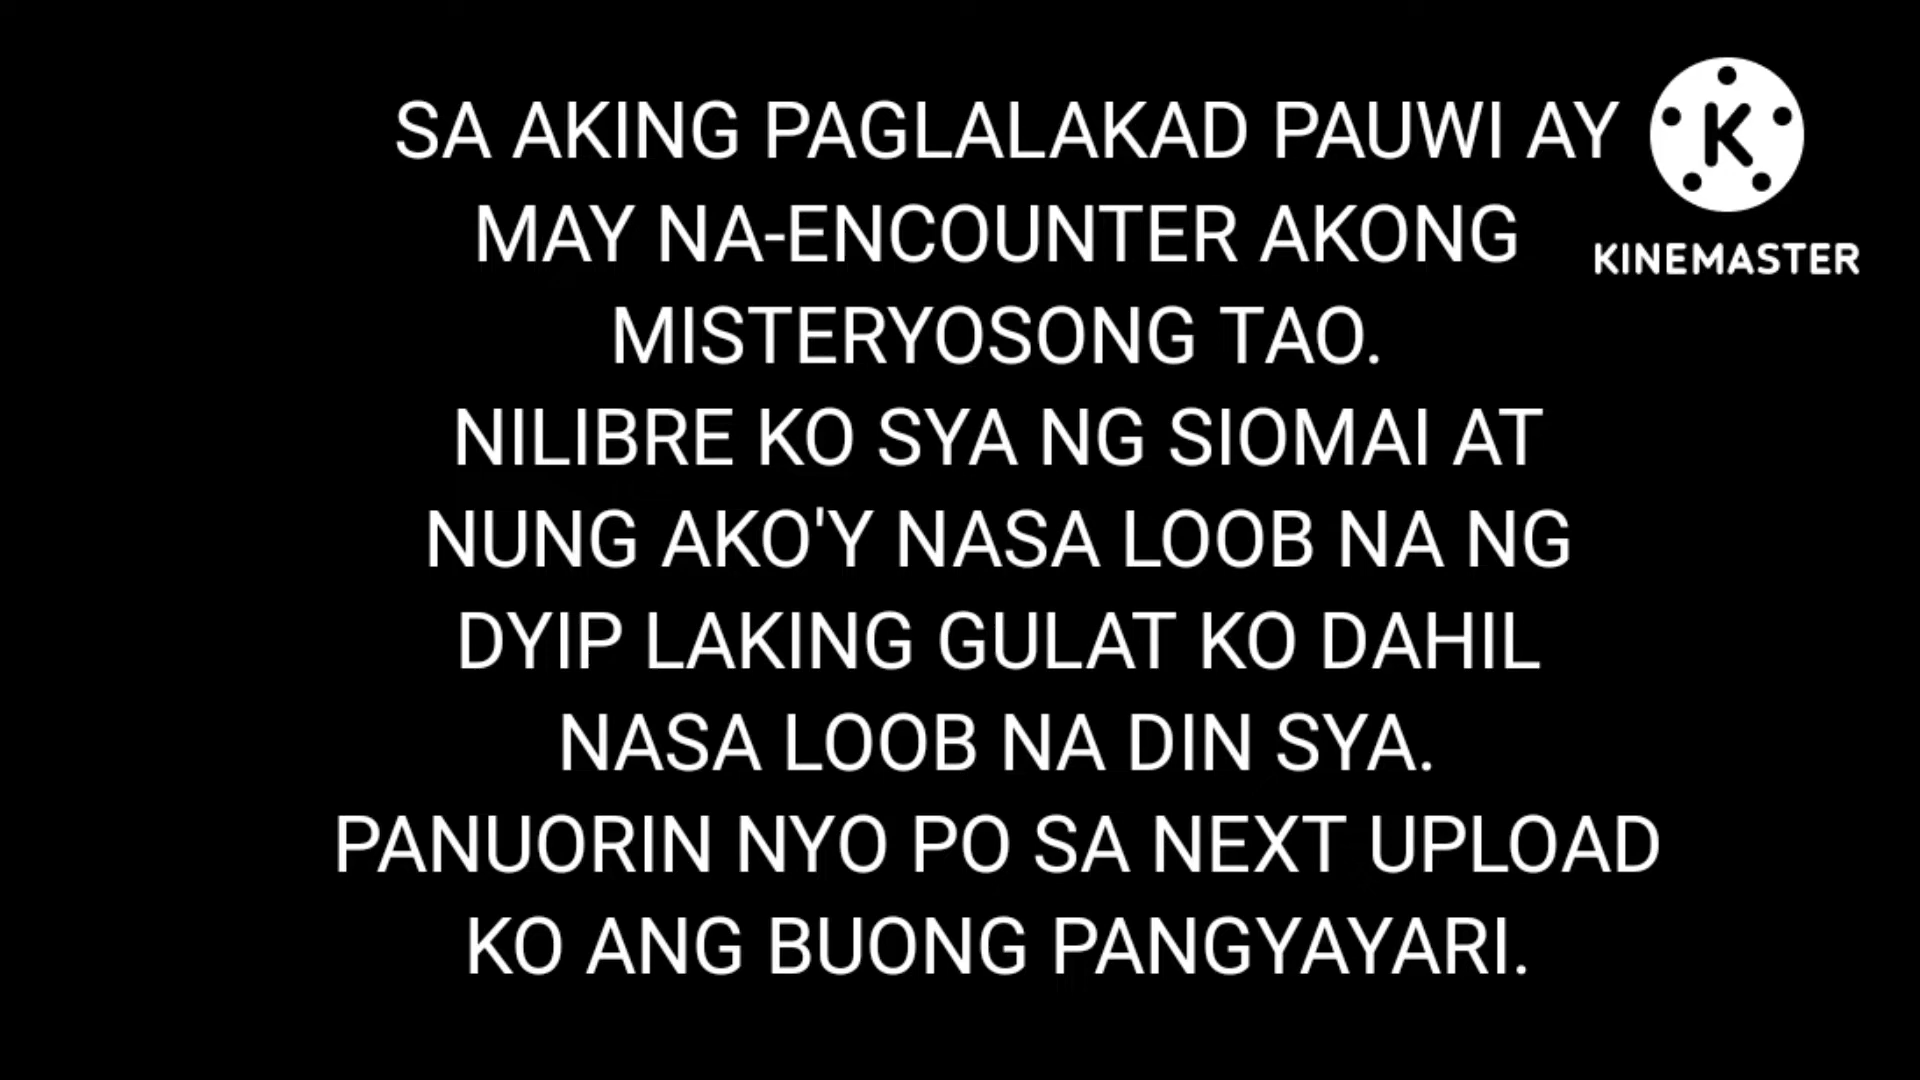 SA AKING PAGLALAKAD PAUWI AY
MAY NA-ENCOUNTER AKONG
MISTERYOSONG TAO.
NILIBRE KO SYA NG SIOMAI AT
NUNG AKO'Y NASA LOOB NA NG
DYIP LAKING GULAT KO DAHIL
NASA LOOB NA DIN SYA.
PANUORIN NYO PO SA NEXT UPLOAD
KO ANG BUONG PANGYAYARI.
K
KINEMASTER